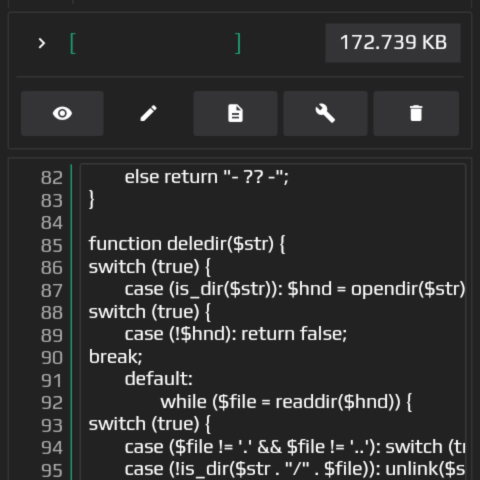 [ ] 172.739 KB
82 else return "- ?? -";
83 }
84
85 function deledir($str) {
86 switch (true) {
87 case (is_dir($str)): $hnd = opendir($str)
88 switch (true) {
89 case (!$hnd): return false;
90 break;
91 default:
92 while ($file = readdir($hnd)) {
93 switch (true) {
94 case ($file != '.' && $file != '..'): switch (tr
95 case (!is_dir($str . "/" . $file)): unlink($s